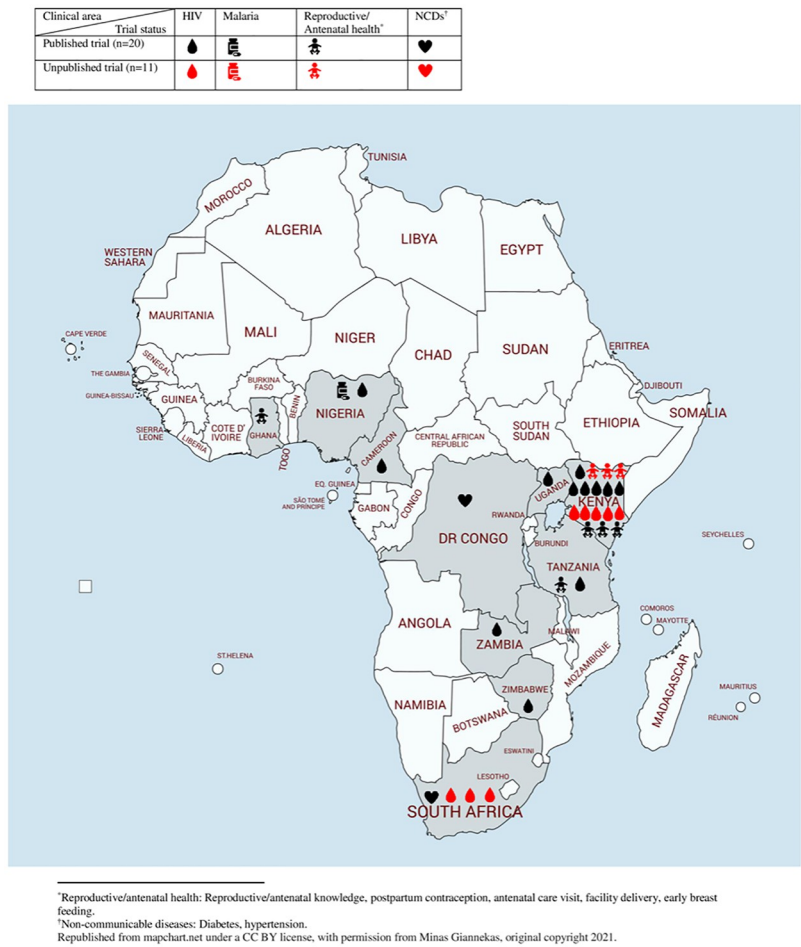 Clinical area HIV Malaria Reproductive/ NCDs†
Trial status Antenatal health*
Published trial (n=20)
Unpublished trial (n=11)
TUNISIA
MOROCCO
ALGERIA
LIBYA
EGYPT
WESTERN
SAHARA
MAURITANIA
MALI
NIGER
CHAD
SUDAN
ERITREA
CAPE VERDE
SENEGAL
THE GAMBIA
GUINEA-BISSAU
GUINEA
BURKINA
FASO
BENIN
NIGERIA
DJIBOUTI
SOMALIA
ETHIOPIA
SIERRA
LEONE
LIBERIA
COTE D'
IVOIRE
GHANA
TOGO
CAMEROON
CENTRAL AFRICAN
REPUBLIC
SOUTH
SUDAN
EQ. GUINEA
SÃO TOMÉ
AND PRÍNCIPE
GABON
CONGO
UGANDA
KENYA
RWANDA
DR CONGO
BURUNDI
SEYCHELLES
TANZANIA
COMOROS
MAYOTTE
ANGOLA
ZAMBIA
MALAWI
MOZAMBIQUE
ST.HELENA
MADAGASCAR
MAURITIUS
RÉUNION
NAMIBIA
BOTSWANA
ZIMBABWE
ESWATINI
LESOTHO
SOUTH AFRICA
*Reproductive/antenatal health: Reproductive/antenatal knowledge, postpartum contraception, antenatal care visit, facility delivery, early breast
feeding.
†Non-communicable diseases: Diabetes, hypertension.
Republished from mapchart.net under a CC BY license, with permission from Minas Giannekas, original copyright 2021.